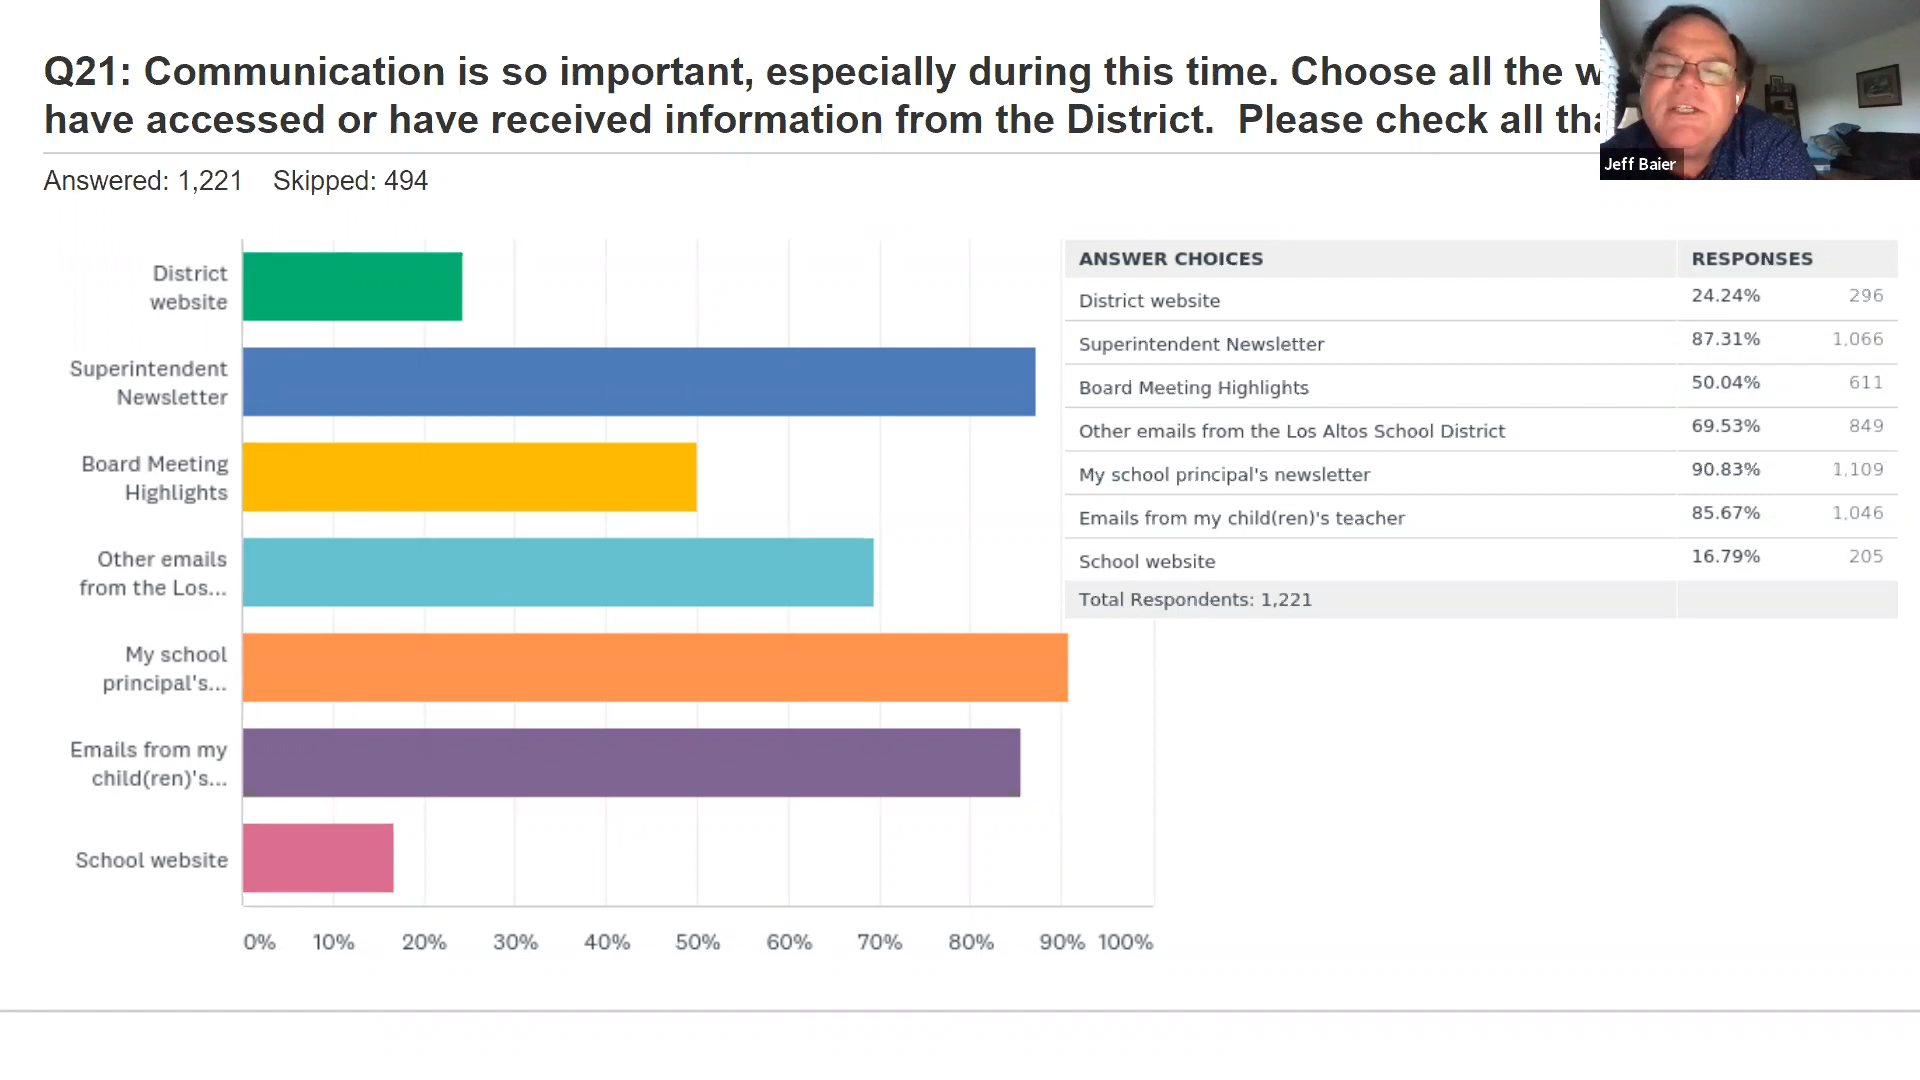 Q21: Communication is so important, especially during this time. Choose all the
have accessed or have received information from the District. Please check all
Jeff Baier
Answered: 1,221 Skipped: 494
District
website
Superintendent
Newsletter
Board Meeting
Highlights
Other emails
from the Los...
My school
principal's...
Emails from my
child(ren)'s...
School website
0% 10% 20% 30% 40% 50% 60% 70% 80% 90% 100%
ANSWER CHOICES RESPONSES
District website 24.24% 296
Superintendent Newsletter 87.31% 1,066
Board Meeting Highlights 50.04% 611
Other emails from the Los Altos School District 69.53% 849
My school principal's newsletter 90.83% 1,109
Emails from my child(ren)'s teacher 85.67% 1,046
School website 16.79% 205
Total Respondents: 1,221